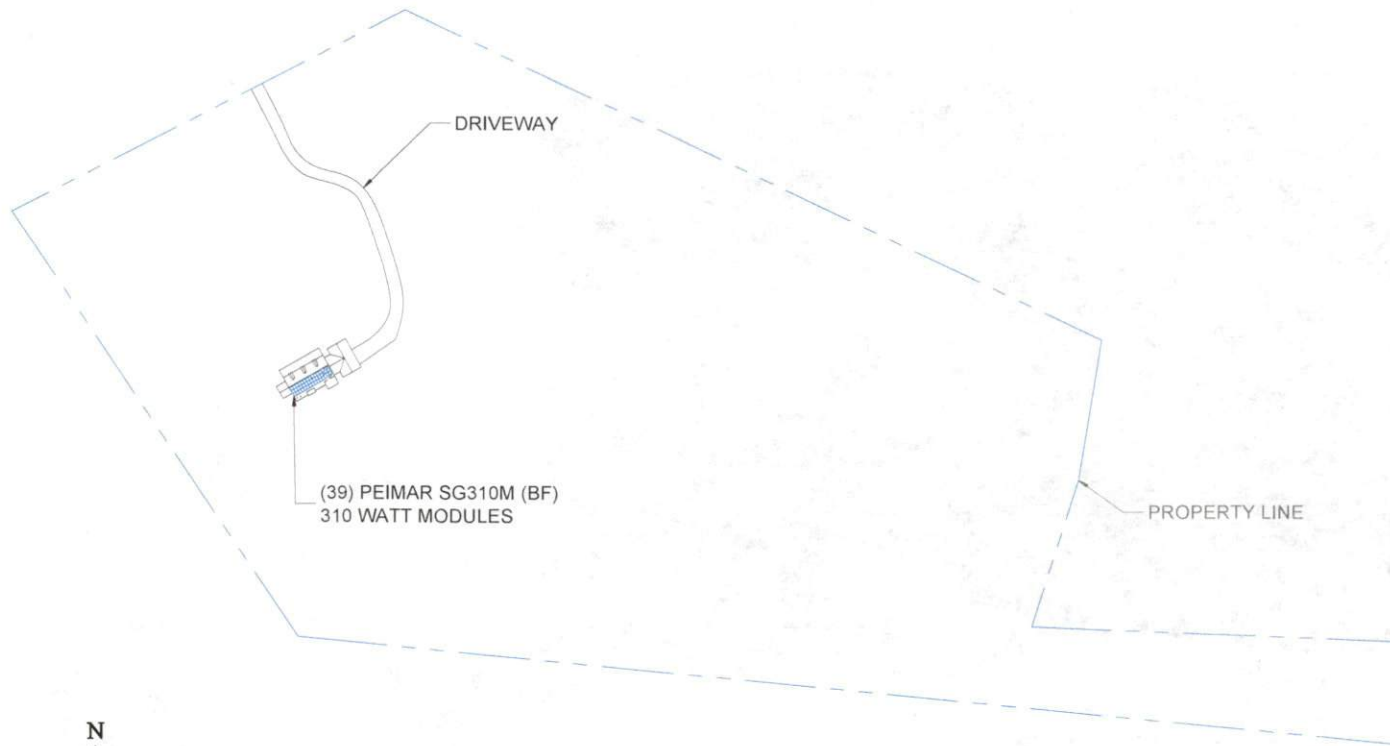 DRIVEWAY
(39) PEIMAR SG310M (BF)
310 WATT MODULES
PROPERTY LINE
N